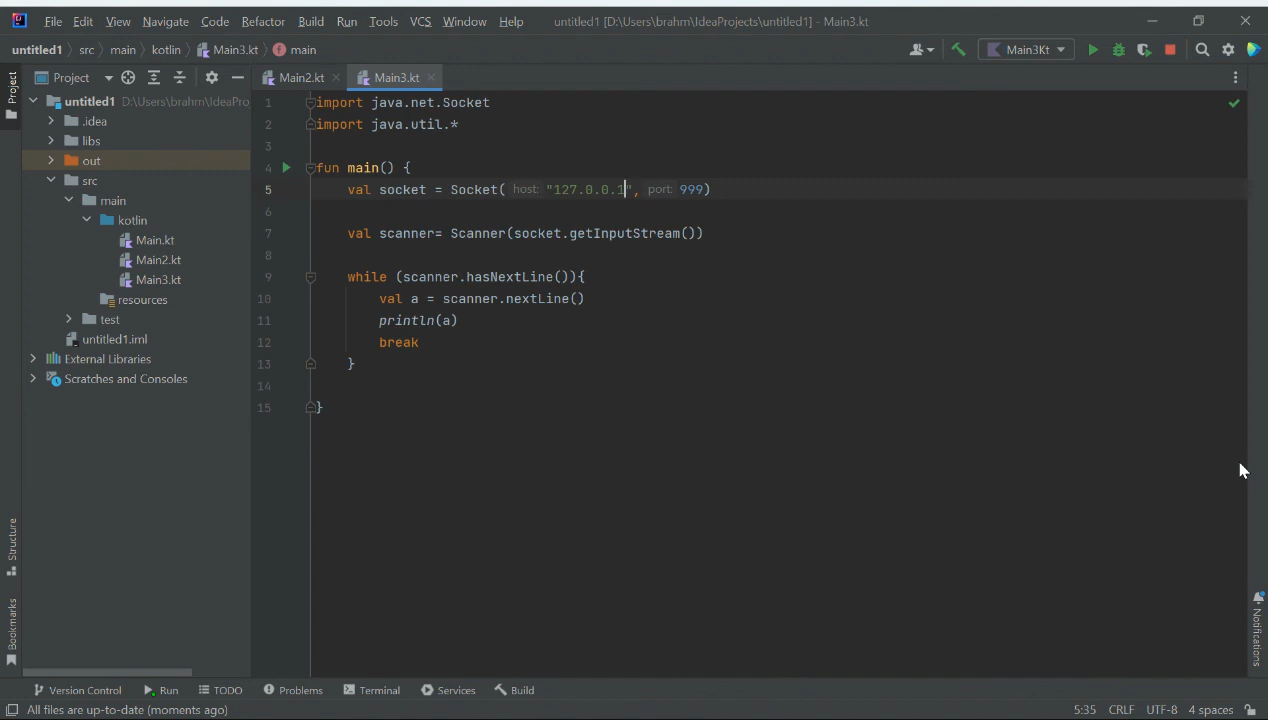 File Edit View Navigate Code Refactor Build Run Tools VCS Window Help untitled1 [D:\Users\brahm\IdeaProjects\untitled1] - Main3.kt
untitled1 src main kotlin Main3.kt main Main3Kt
Project
Project Main2.kt Main3.kt
untitled1 D:\Users\brahm\IdeaPro
.idea
libs
out
src
main
kotlin
Main.kt
Main2.kt
Main3.kt
resources
test
untitled1.iml
External Libraries
Scratches and Consoles
1 import java.net.Socket
2 import java.util.*
3
4 fun main() {
5 val socket = Socket( host: "127.0.0.1", port: 999)
6
7 val scanner= Scanner(socket.getInputStream())
8
9 while (scanner.hasNextLine()){
10 val a = scanner.nextLine()
11 println(a)
12 break
13 }
14
15 }
Structure
Bookmarks
Notifications
Version Control Run TODO Problems Terminal Services Build
All files are up-to-date (moments ago) 5:35 CRLF UTF-8 4 spaces